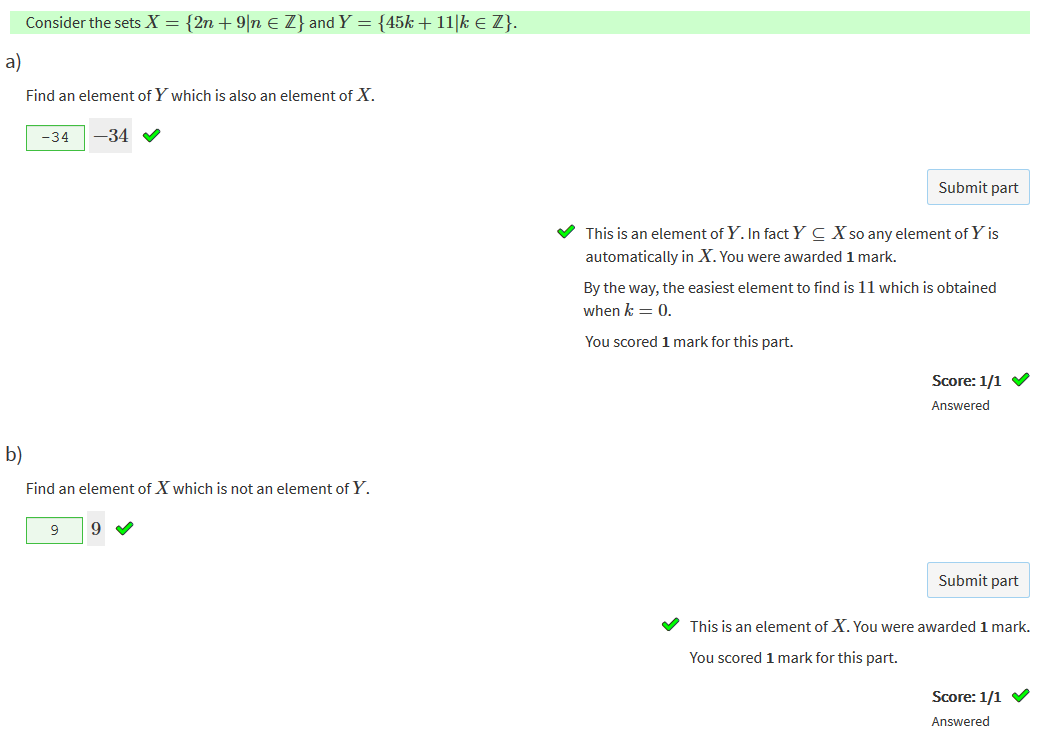 Consider the sets X = {2n + 9|n ∈ ℤ} and Y = {45k + 11|k ∈ ℤ}.
a)
Find an element of Y which is also an element of X.
-34 −34
Submit part
This is an element of Y. In fact Y ⊆ X so any element of Y is
automatically in X. You were awarded 1 mark.
By the way, the easiest element to find is 11 which is obtained
when k = 0.
You scored 1 mark for this part.
Score: 1/1
Answered
b)
Find an element of X which is not an element of Y.
9 9
Submit part
This is an element of X. You were awarded 1 mark.
You scored 1 mark for this part.
Score: 1/1
Answered